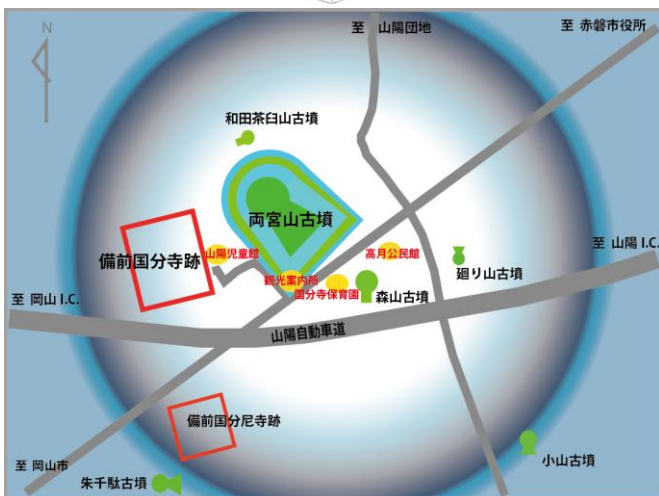 N
至 山陽団地
至 赤磐市役所
和田茶臼山古墳
両宮山古墳
備前国分寺跡
山陽児童館
高月公民館
至 山陽 I.C.
観光案内所
国分寺保育園
廻り山古墳
森山古墳
至 岡山 I.C.
山陽自動車道
備前国分尼寺跡
小山古墳
至 岡山市
朱千駄古墳